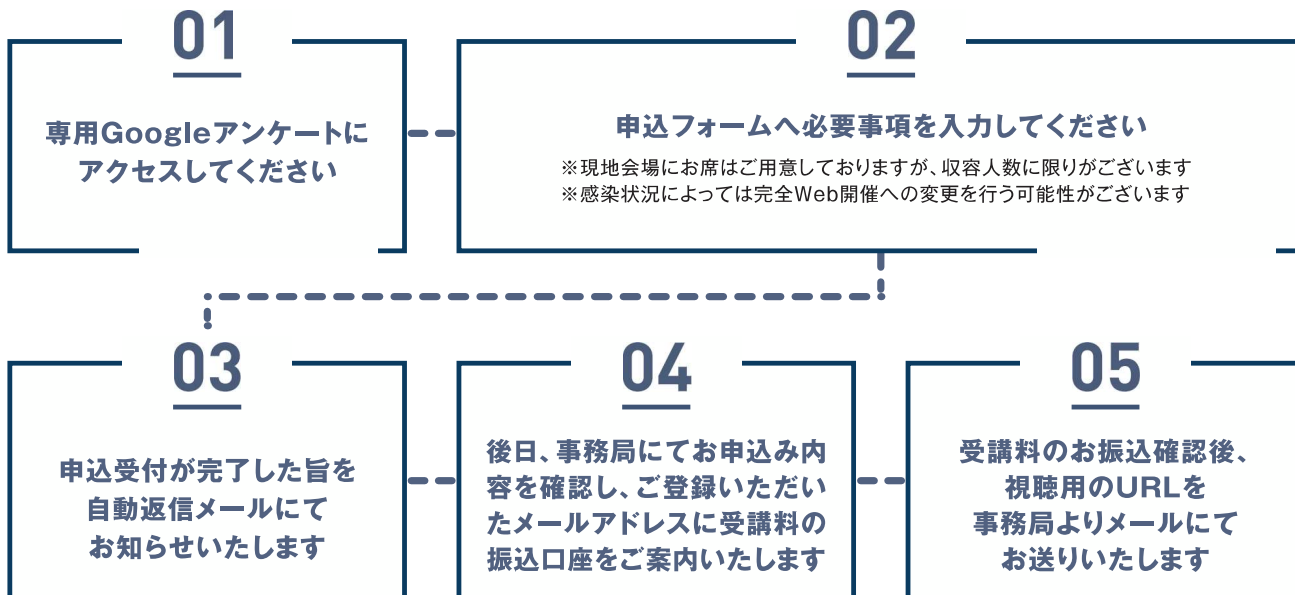 01
専用Googleアンケートに
アクセスしてください
02
申込フォームへ必要事項を入力してください
※現地会場にお席はご用意しておりますが、収容人数に限りがございます
※感染状況によっては完全Web開催への変更を行う可能性がございます
03
申込受付が完了した旨を
自動返信メールにて
お知らせいたします
04
後日、事務局にてお申込み内
容を確認し、ご登録いただい
たメールアドレスに受講料の
振込口座をご案内いたします
05
受講料のお振込確認後、
視聴用のURLを
事務局よりメールにて
お送りいたします